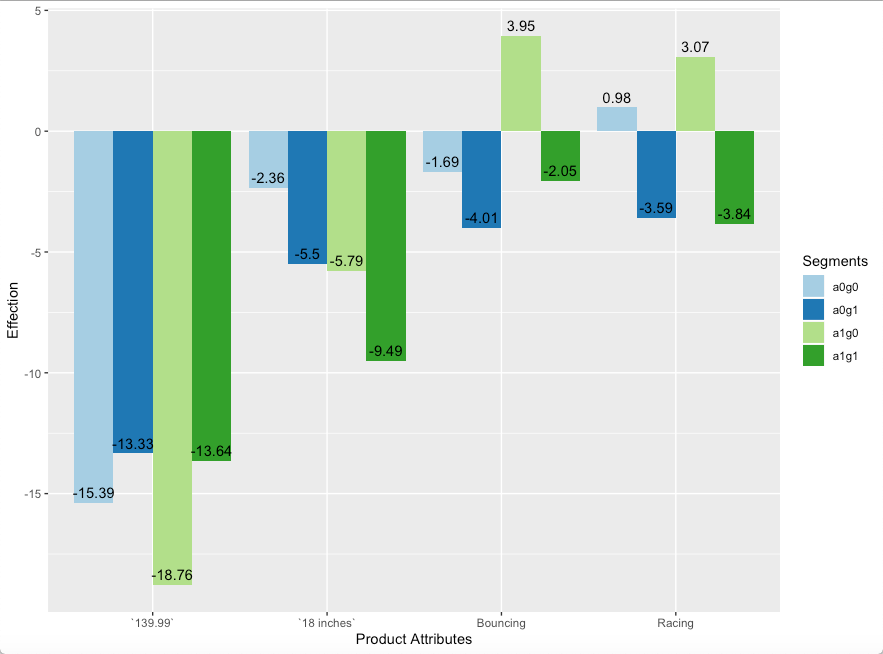 5
0
-5
-10
-15
Effection
3.95
3.07
0.98
-1.69
-2.05
-2.36
-4.01
-3.59
-3.84
-5.5
-5.79
-9.49
-13.33
-13.64
-15.39
-18.76
`139.99`
`18 inches`
Bouncing
Racing
Product Attributes
Segments
a0g0
a0g1
a1g0
a1g1